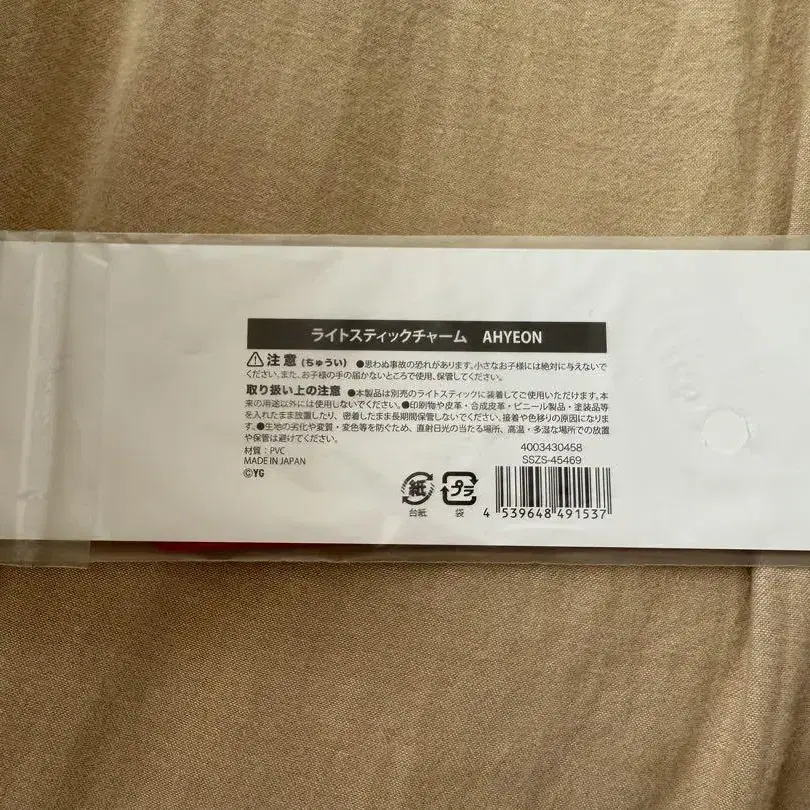 ライトスティックチャーム AHYEON
注意(ちゅうい) ●思わぬ事故の恐れがあります。小さなお子様には絶対に与えないで
ください。また、お子様の手の届かないところで使用、保管してください。
取り扱い上の注意 ●本製品は別売のライトスティックに装着してご使用いただけます。本
来の用途以外には使用しないでください。●印刷物や皮革・合成皮革・ビニール製品・塗装品等
を入れたまま放置したり、密着したまま長期間保管しないでください。接着や色移りの原因になりま
す。●生地の劣化や変質・変色等を防ぐため、直射日光の当たる場所、高温・多湿な場所での放置
や保管は避けてください。
材質：PVC
MADE IN JAPAN
©YG
4003430458
SSZS-45469
紙
台紙
プラ
袋
4 539648 491537